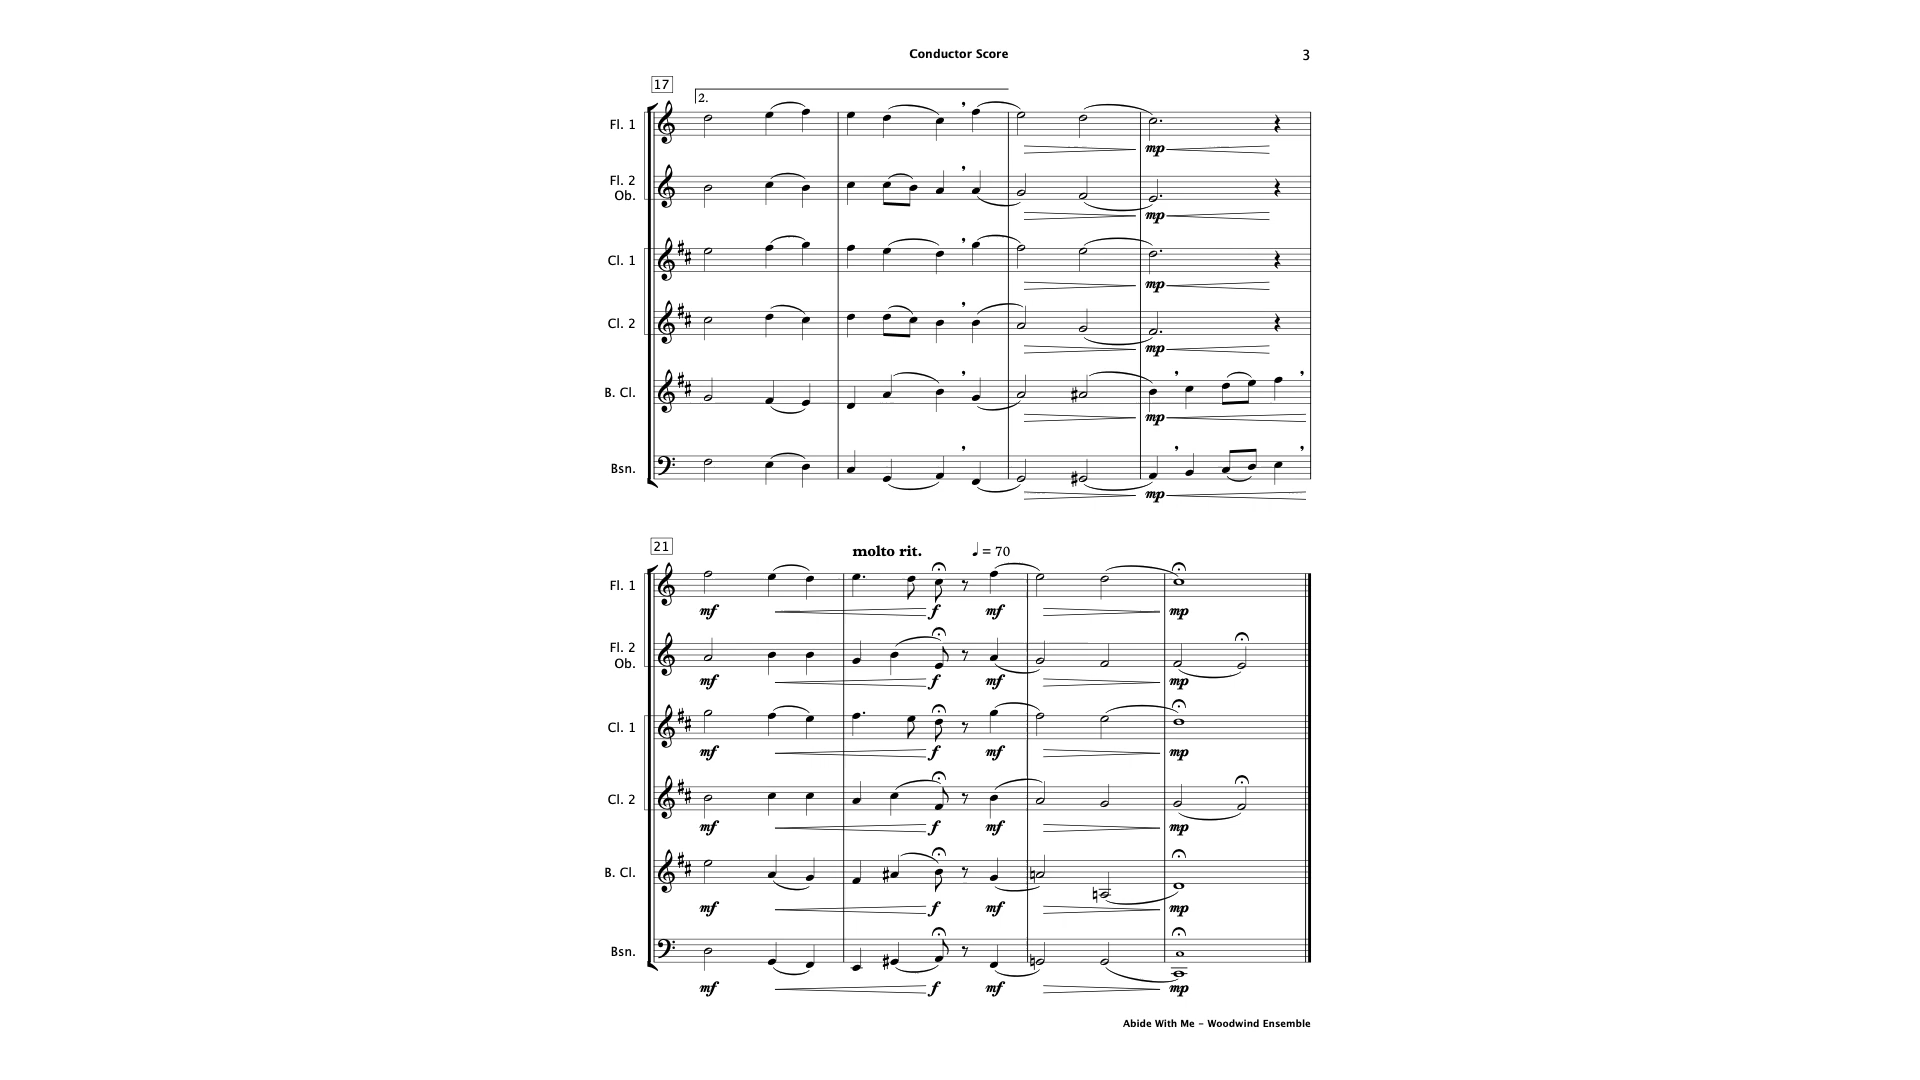 Conductor Score
3
17
2.
Fl. 1
mp
Fl. 2
Ob.
mp
Cl. 1
mp
Cl. 2
mp
B. Cl.
mp
Bsn.
mp
21
molto rit. ♩ = 70
Fl. 1
mf f mf mp
Fl. 2
Ob.
mf f mf mp
Cl. 1
mf f mf mp
Cl. 2
mf f mf mp
B. Cl.
mf f mf mp
Bsn.
mf f mf mp
Abide With Me – Woodwind Ensemble